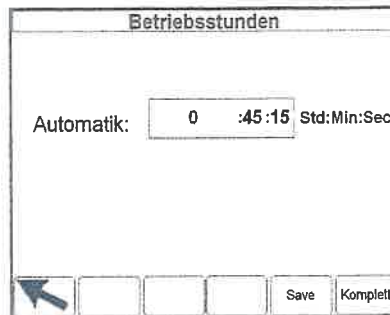 Betriebsstunden
Automatik: 0 :45 :15 Std:Min:Sec
Save Komplett